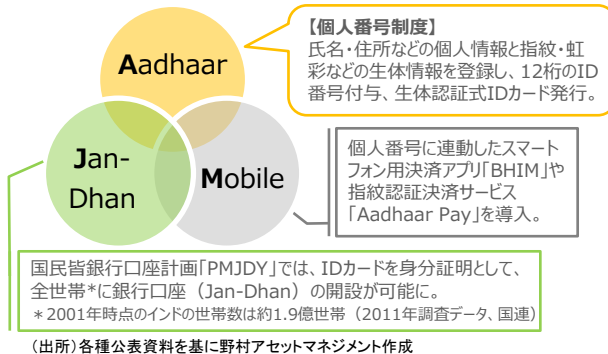 Aadhaar
【個人番号制度】
氏名・住所などの個人情報と指紋・虹
彩などの生体情報を登録し、12桁のID
番号付与、生体認証式IDカード発行。
Jan-
Dhan
Mobile
個人番号に連動したスマート
フォン用決済アプリ「BHIM」や
指紋認証決済サービス
「Aadhaar Pay」を導入。
国民皆銀行口座計画「PMJDY」では、IDカードを身分証明として、
全世帯*に銀行口座（Jan-Dhan）の開設が可能に。
＊2001年時点のインドの世帯数は約1.9億世帯（2011年調査データ、国連）
（出所）各種公表資料を基に野村アセットマネジメント作成